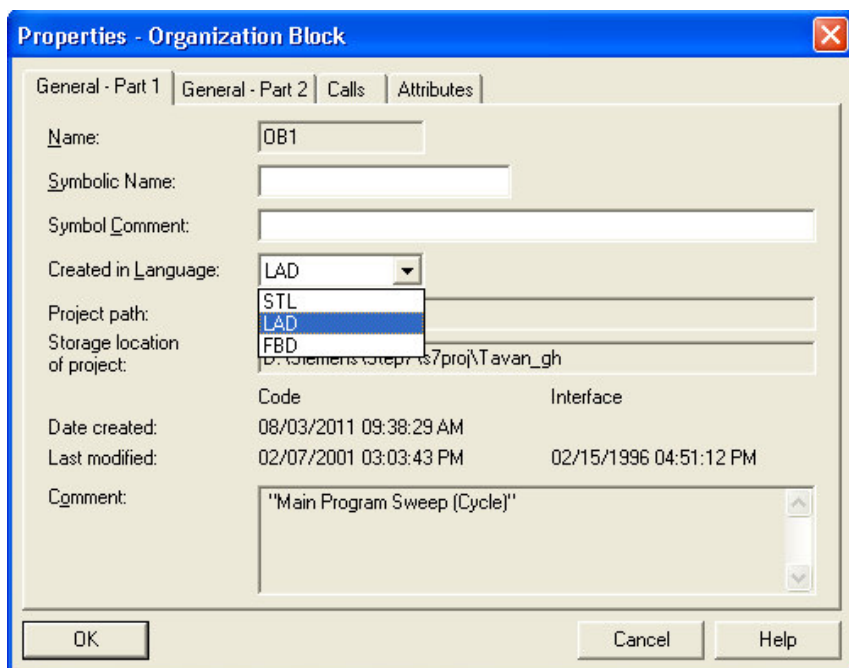 Properties - Organization Block
General - Part 1 General - Part 2 Calls Attributes
Name: OB1
Symbolic Name:
Symbol Comment:
Created in Language: LAD
STL
LAD
FBD
Project path:
Storage location
of project: D:\Siemens\Step7\s7proj\Tavan_gh
Code Interface
Date created: 08/03/2011 09:38:29 AM
Last modified: 02/07/2001 03:03:43 PM 02/15/1996 04:51:12 PM
Comment: "Main Program Sweep (Cycle)"
OK Cancel Help